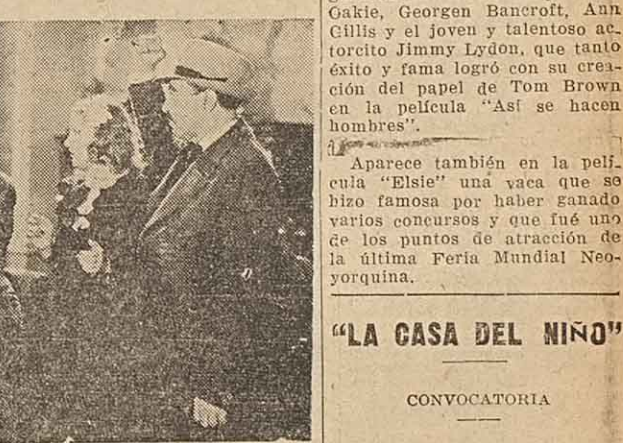 Oakie, Georgen Bancroft, Ann
Gillis y el joven y talentoso ac-
torcito Jimmy Lydon, que tanto
éxito y fama logró con su crea-
ción del papel de Tom Brown
en la película "Así se hacen
hombres".
Aparece también en la pelí-
cula "Elsie" una vaca que se
hizo famosa por haber ganado
varios concursos y que fué uno
de los puntos de atracción de
la última Feria Mundial Neo-
yorquina.
"LA CASA DEL NIÑO"
CONVOCATORIA